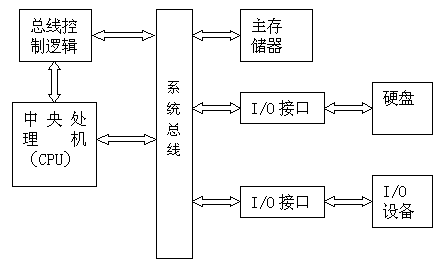 总线控
制逻辑
主存
储器
系
统
总
线
I/O 接口
硬盘
中央处
理机
(CPU)
I/O 接口
I/O
设备